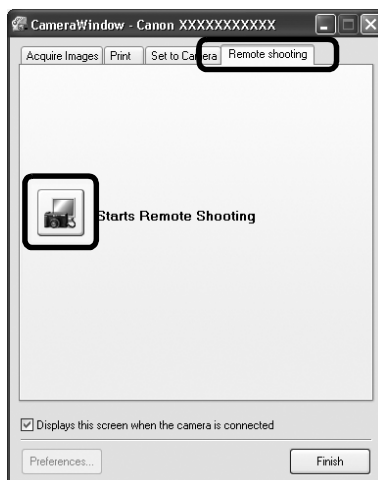 CameraWindow - Canon XXXXXXXXXXX
Acquire Images Print Set to Camera Remote shooting
Starts Remote Shooting
Displays this screen when the camera is connected
Preferences... Finish